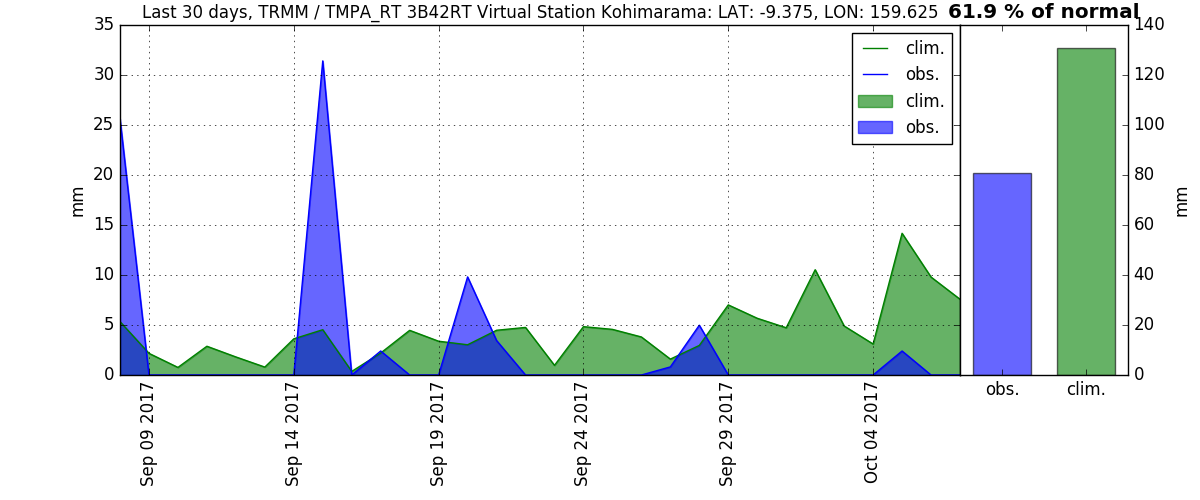 Last 30 days, TRMM / TMPA_RT 3B42RT Virtual Station Kohimarama: LAT: -9.375, LON: 159.625 61.9 % of normal
35
30
25
20
15
10
5
0
mm
clim.
obs.
clim.
obs.
140
120
100
80
60
40
20
0
mm
Sep 09 2017
Sep 14 2017
Sep 19 2017
Sep 24 2017
Sep 29 2017
Oct 04 2017
obs.
clim.